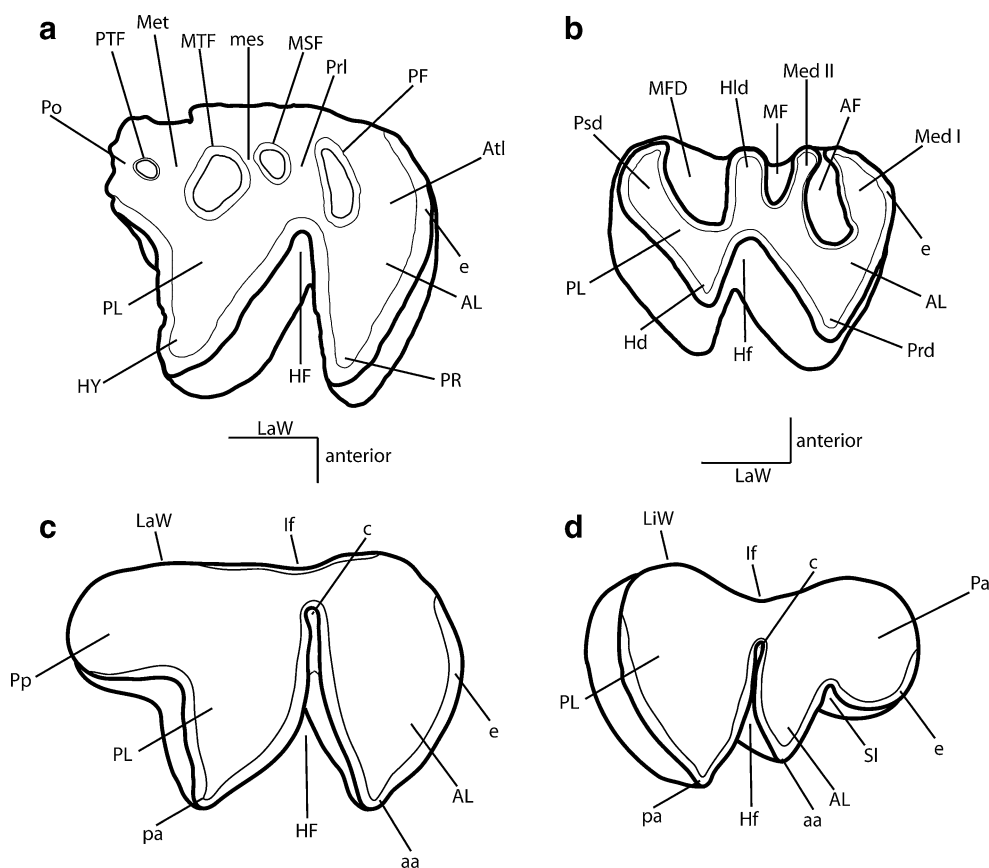 a
Met
PTF
MTF
mes
MSF
Prl
PF
Po
Atl
e
PL
AL
HY
HF
PR
LaW
anterior
b
Med II
MFD
Hld
MF
AF
Psd
Med I
e
PL
AL
Hd
Hf
Prd
anterior
LaW
c
LaW
lf
c
Pp
PL
e
AL
pa
HF
aa
d
LiW
lf
c
Pa
PL
SI
e
AL
pa
Hf
aa